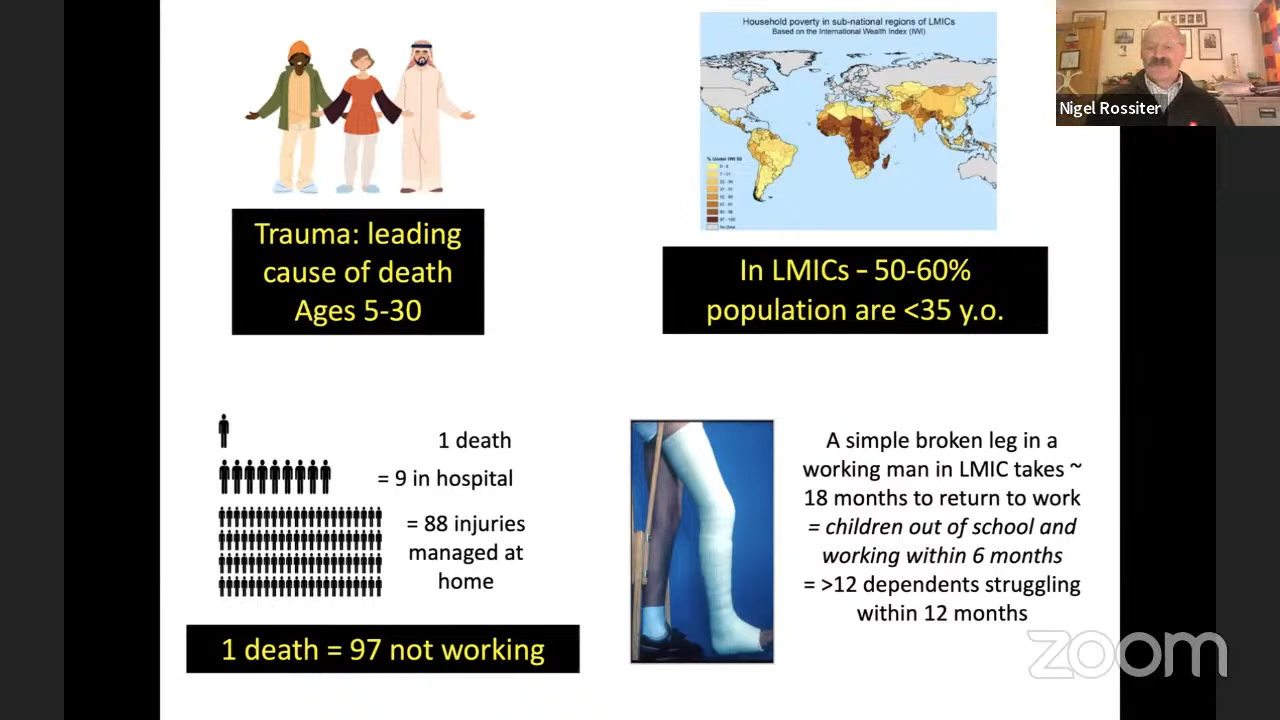 Household poverty in sub-national regions of LMICs
Based on the International Wealth Index (IWI)
Nigel Rossiter
Trauma: leading
cause of death
Ages 5-30
In LMICs – 50-60%
population are <35 y.o.
1 death
= 9 in hospital
= 88 injuries
managed at
home
1 death = 97 not working
A simple broken leg in a
working man in LMIC takes ~
18 months to return to work
= children out of school and
working within 6 months
= >12 dependents struggling
within 12 months
zoom